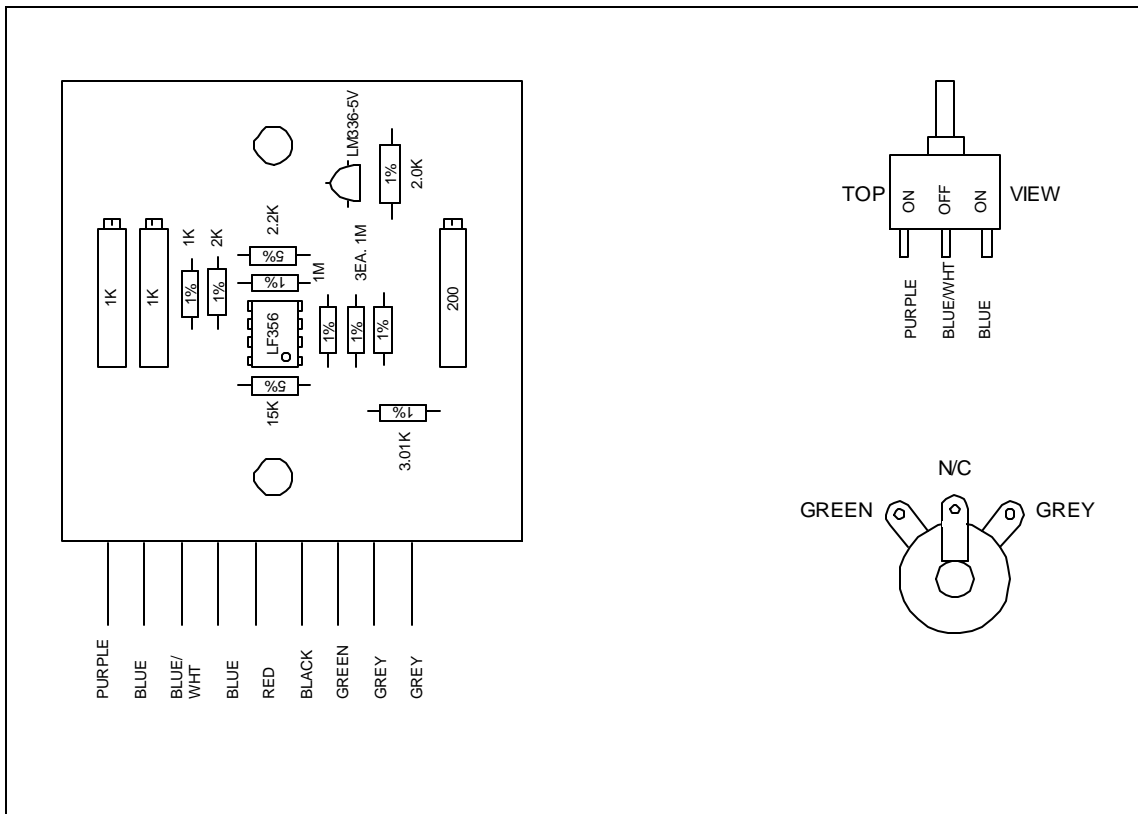 LM336-5V
1%
2.0K
1K
1K
1K
1%
2K
1%
2.2K
5%
1%
1M
LF356
3EA. 1M
1%
1%
1%
200
5%
15K
1%
3.01K
PURPLE
BLUE
BLUE/
WHT
BLUE
RED
BLACK
GREEN
GREY
GREY
TOP
ON
OFF
ON
VIEW
PURPLE
BLUE/WHT
BLUE
N/C
GREEN
GREY